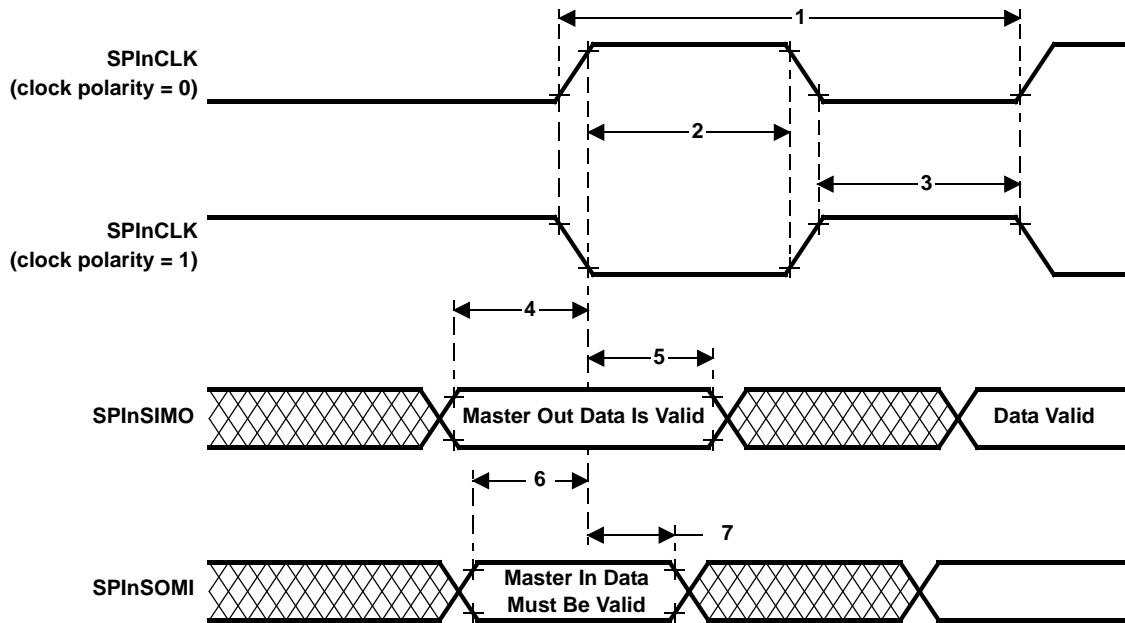 1
SPInCLK
(clock polarity = 0)
2
3
SPInCLK
(clock polarity = 1)
4
5
SPInSIMO
Master Out Data Is Valid
Data Valid
6
7
SPInSOMI
Master In Data
Must Be Valid